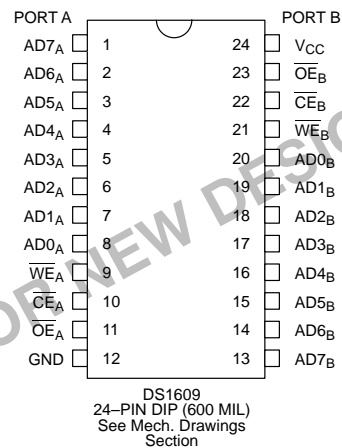 PORT A PORT B
AD7A 1 24 VCC
AD6A 2 23 OEB
AD5A 3 22 CEB
AD4A 4 21 WEB
AD3A 5 20 AD0B
AD2A 6 19 AD1B
AD1A 7 18 AD2B
AD0A 8 17 AD3B
WEA 9 16 AD4B
CEA 10 15 AD5B
OEA 11 14 AD6B
GND 12 13 AD7B
DS1609
24–PIN DIP (600 MIL)
See Mech. Drawings
Section
OR NEW DESIG